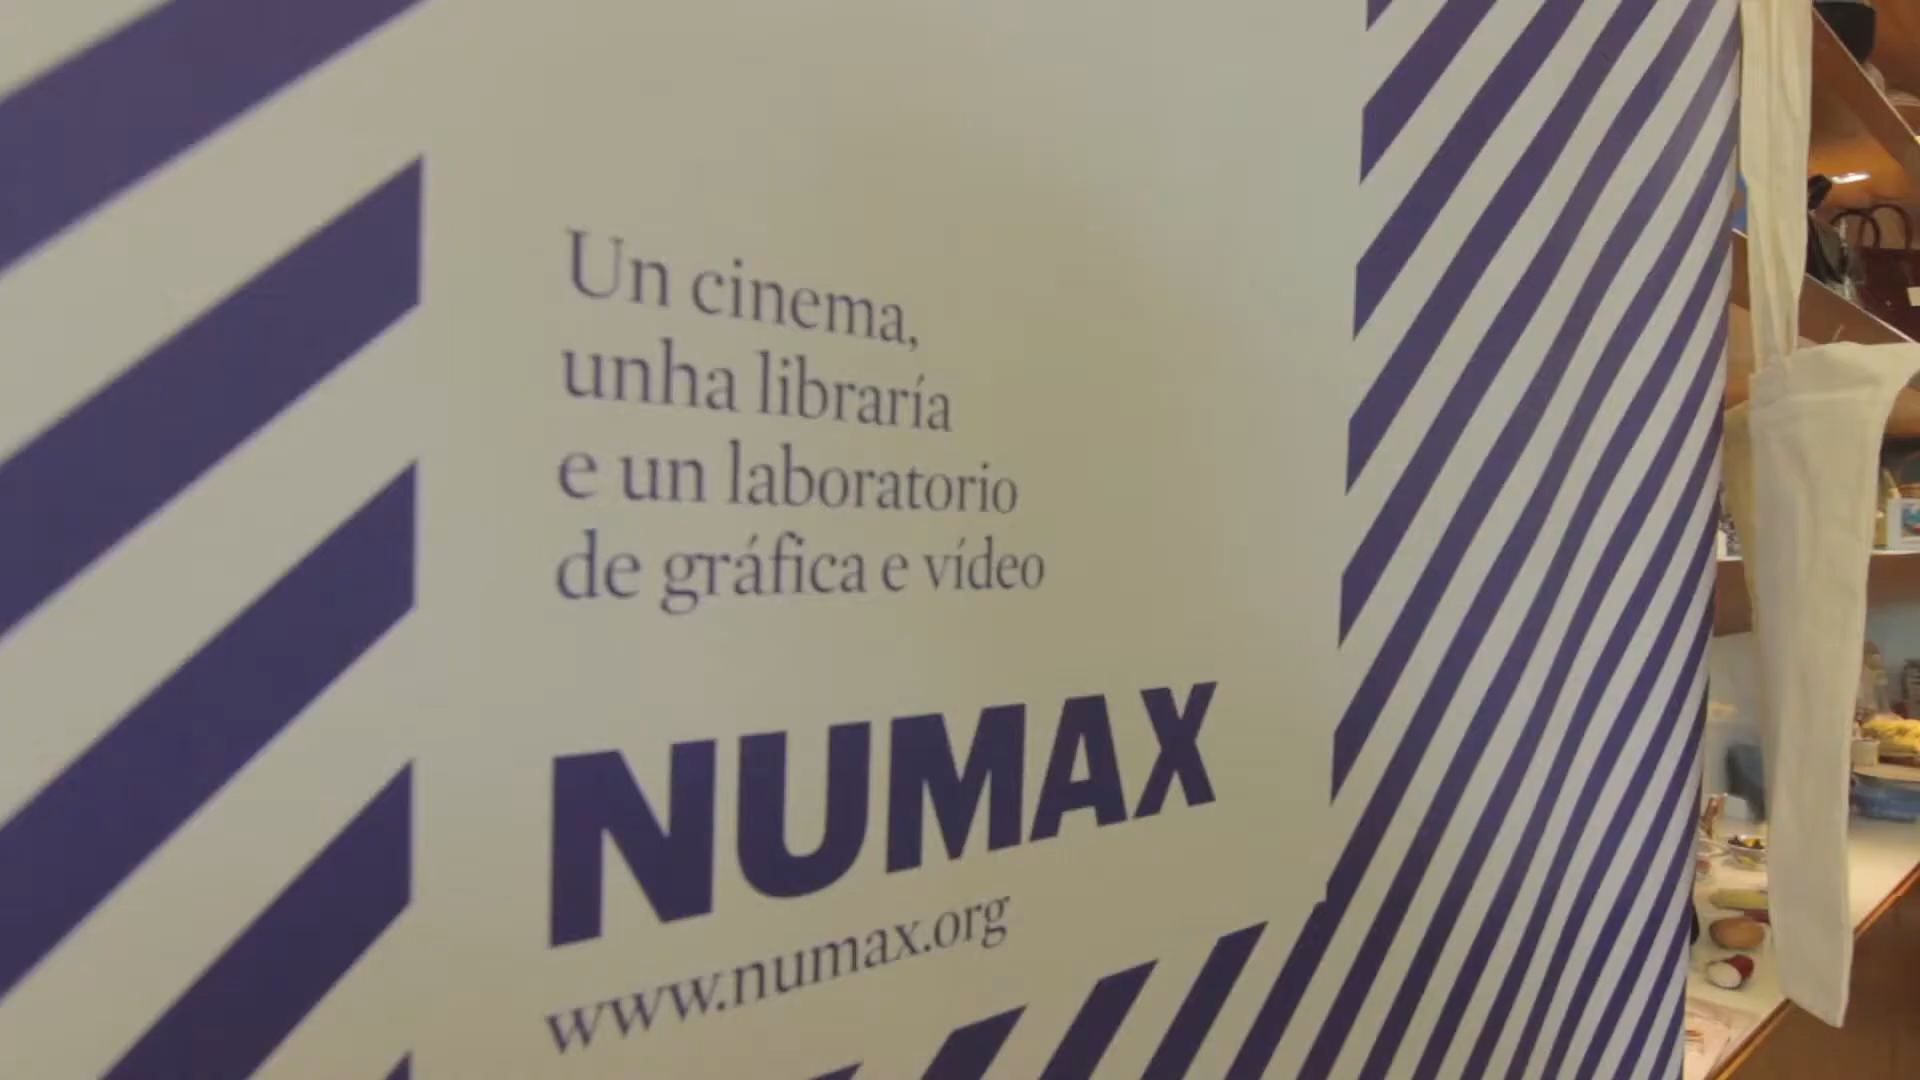 Un cinema,
unha libraría
e un laboratorio
de gráfica e vídeo
NUMAX
www.numax.org